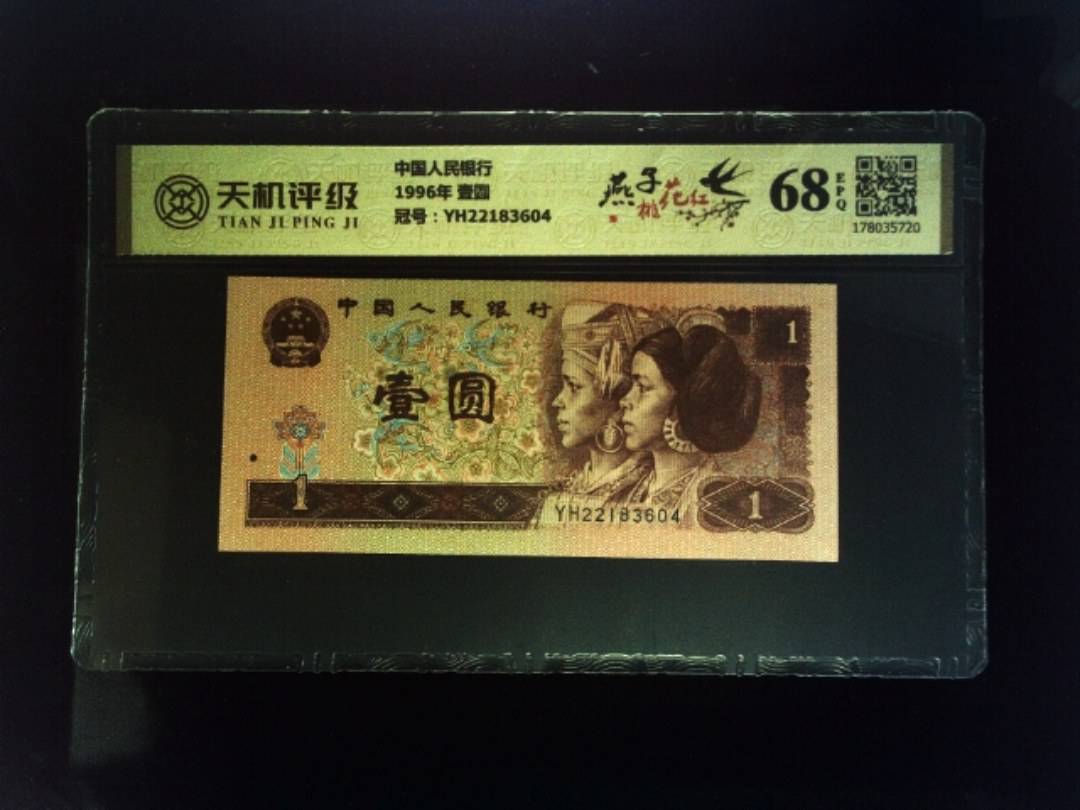 天机评级
TIAN JI PING JI
中国人民银行
1996年 壹圆
冠号：YH22183604
燕子桃花红
68
EPQ
178035720
中国人民银行
壹圆
1
1
YH22183604
1